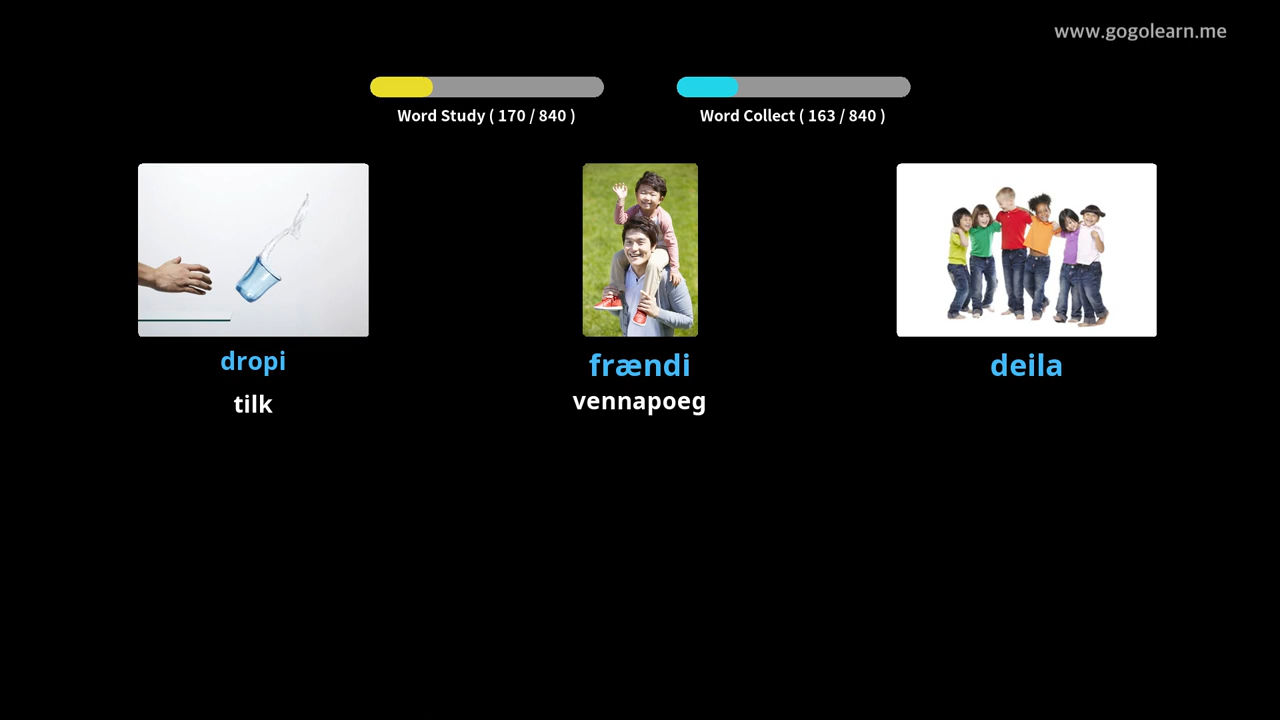 www.gogolearn.me
Word Study ( 170 / 840 )
Word Collect ( 163 / 840 )
dropi
frændi
deila
tilk
vennapoeg